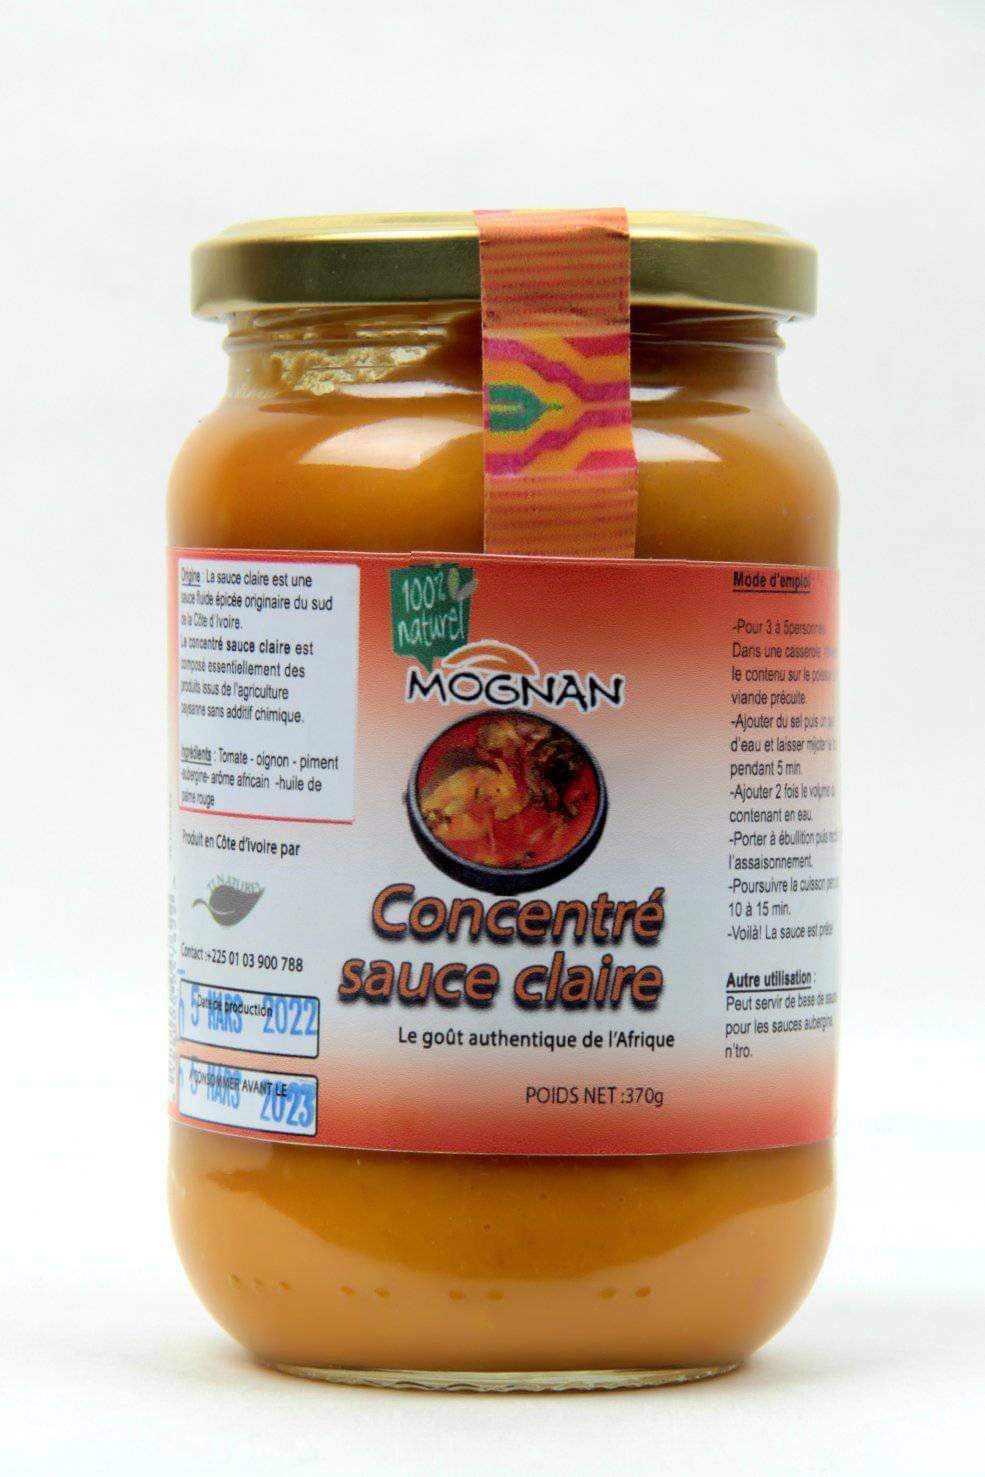 Origine : La sauce claire est une
sauce fluide épicée originaire du sud
de la Côte d'Ivoire.
Le concentré sauce claire est
composé essentiellement des
produits issus de l'agriculture
paysanne sans additif chimique.
Ingrédients : Tomate - oignon - piment
-aubergine- arôme africain -huile de
palme rouge
Produit en Côte d'Ivoire par
TI NATUREL
Contact :+225 01 03 900 788
Date de production
5 MARS 2022
A CONSOMMER AVANT LE
5 MARS 2023
100%
naturel
MOGNAN
Concentré
sauce claire
Le goût authentique de l'Afrique
POIDS NET :370g
Mode d'emploi
-Pour 3 à 5personnes
Dans une casserole,
le contenu sur le
viande précuite.
-Ajouter du sel puis un
d'eau et laisser mijoter le
pendant 5 min.
-Ajouter 2 fois le volume
contenant en eau.
-Porter à ébullition puis
l'assaisonnement.
-Poursuivre la cuisson
10 à 15 min.
-Voilà! La sauce est prête!
Autre utilisation :
Peut servir de base de
pour les sauces aubergine,
n'tro.